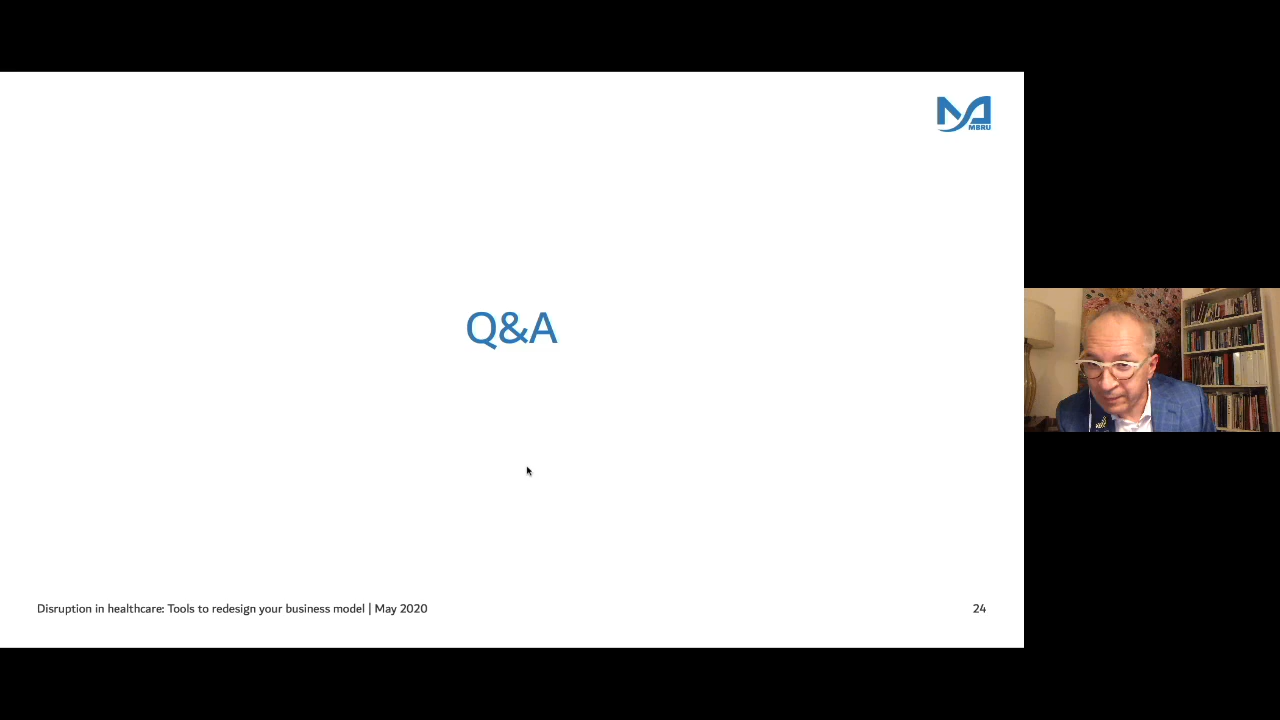 MBRU
Q&A
Disruption in healthcare: Tools to redesign your business model | May 2020
24